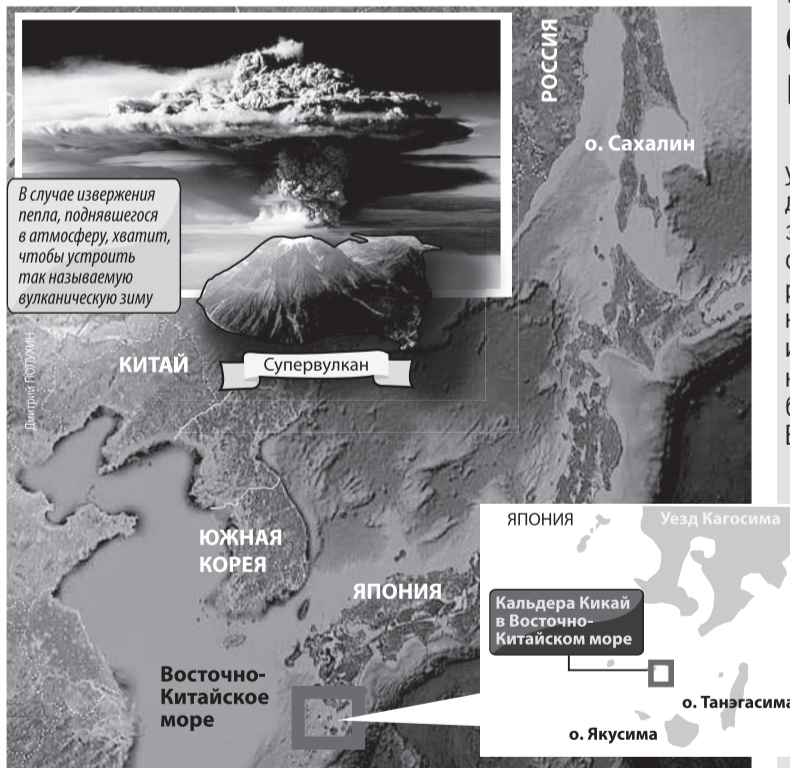 РОССИЯ
о. Сахалин
В случае извержения
пепла, поднявшегося
в атмосферу, хватит,
чтобы устроить
так называемую
вулканическую зиму
Дмитрий ПОЛУХИН
КИТАЙ
Супервулкан
ЮЖНАЯ
КОРЕЯ
ЯПОНИЯ
Восточно-
Китайское
море
ЯПОНИЯ
Уезд Кагосима
Кальдера Кикай
в Восточно-
Китайском море
о. Танэгасима
о. Якусима